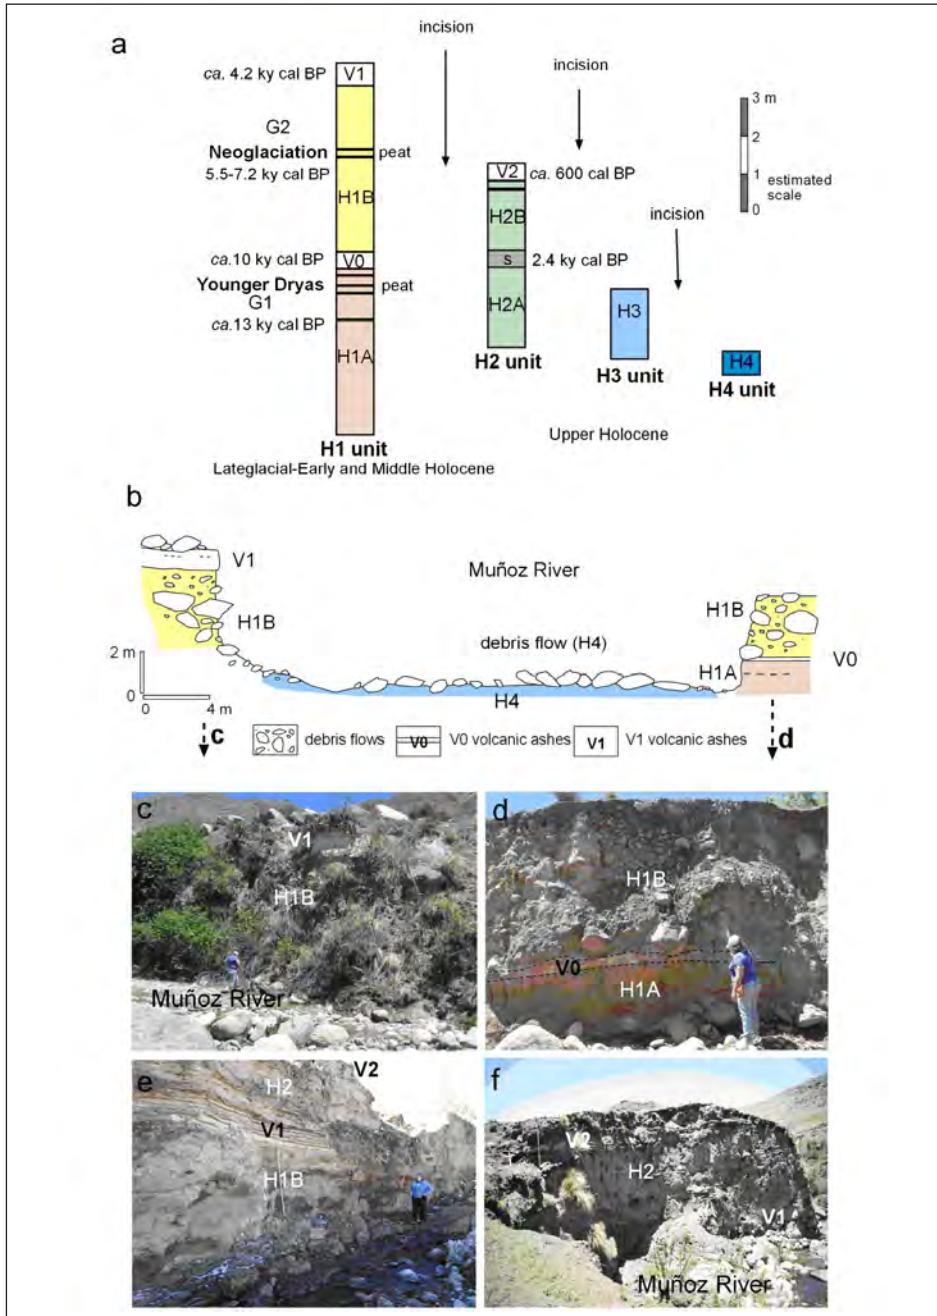 a
incision
ca. 4.2 ky cal BP
V1
incision
G2
3 m
Neoglaciation
peat
2
5.5-7.2 ky cal BP
V2
ca. 600 cal BP
1
estimated
scale
0
H1B
H2B
incision
ca.10 ky cal BP
V0
s
2.4 ky cal BP
Younger Dryas
peat
G1
H2A
H3
ca.13 ky cal BP
H1A
H2 unit
H3 unit
H4
H4 unit
Upper Holocene
H1 unit
Lateglacial-Early and Middle Holocene
b
V1
Muñoz River
H1B
H1B
debris flow (H4)
2 m
V0
H1A
0
H4
0
4 m
c
debris flows
V0
V0 volcanic ashes
V1
V1 volcanic ashes
d
c
V1
H1B
Muñoz River
d
H1B
V0
H1A
e
V2
H2
V1
H1B
f
V2
H2
V1
Muñoz River